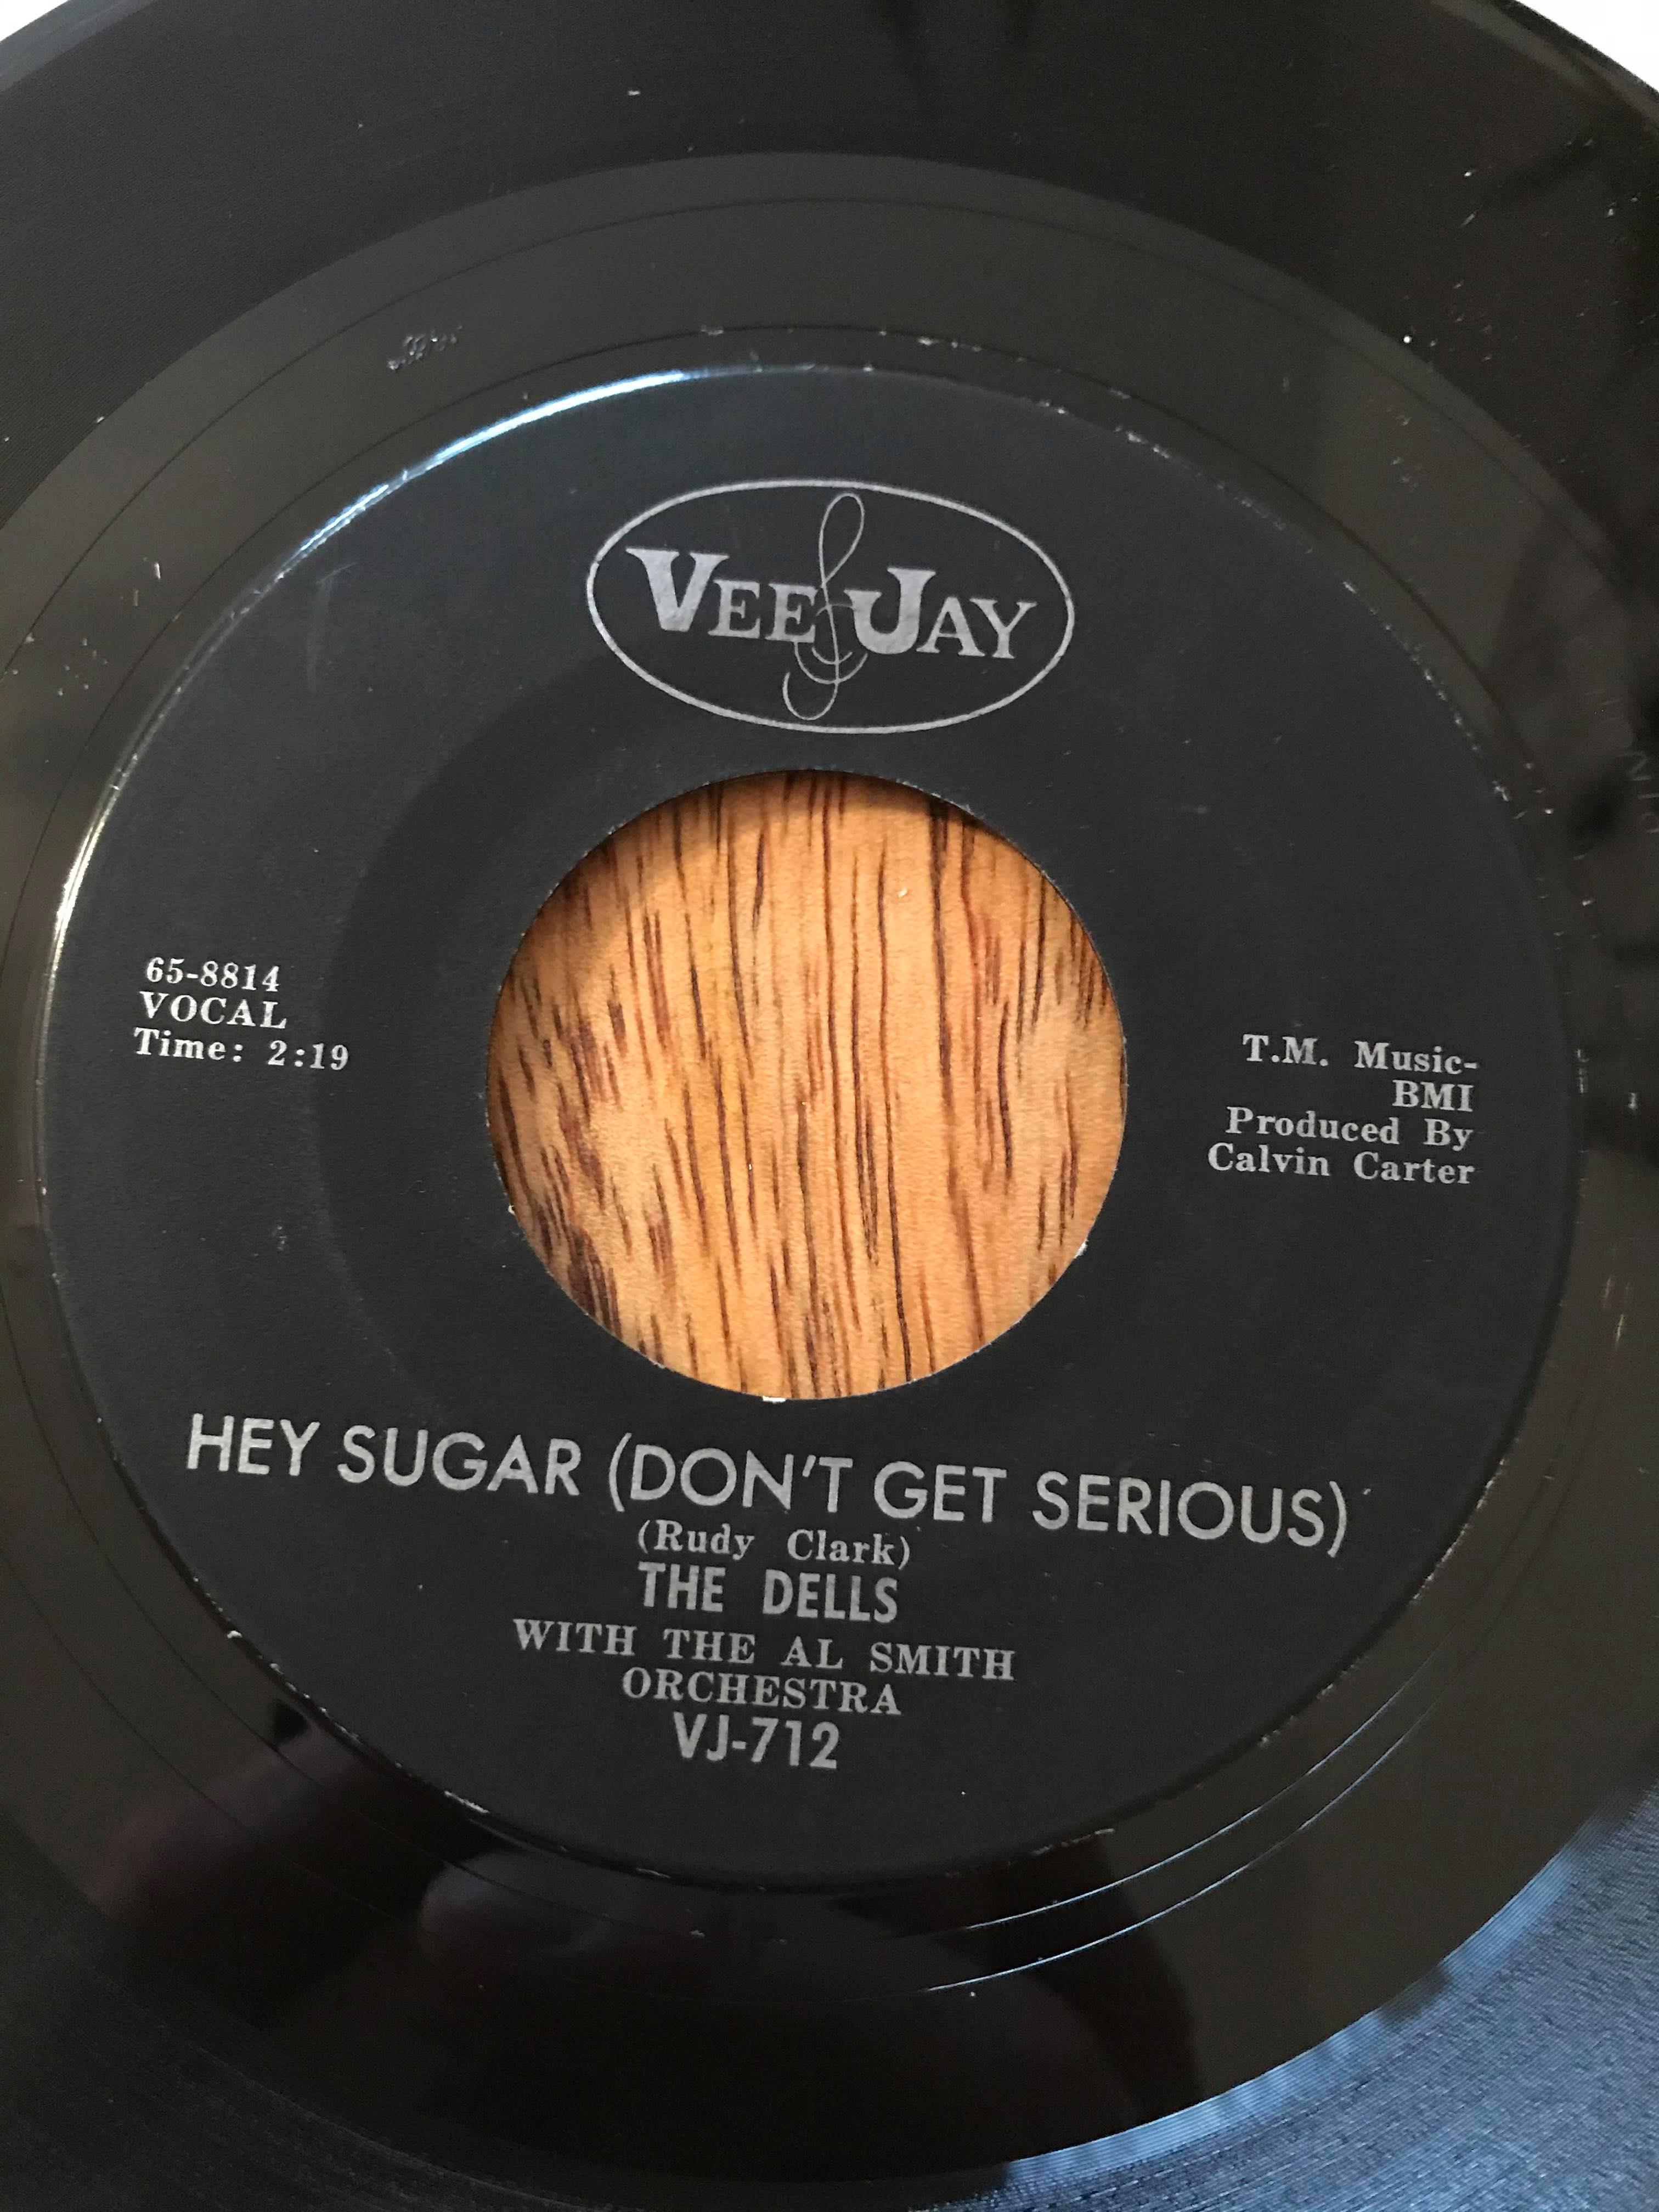 VEE JAY
65-8814
VOCAL
Time: 2:19
T.M. Music-
BMI
Produced By
Calvin Carter
HEY SUGAR (DON'T GET SERIOUS)
(Rudy Clark)
THE DELLS
WITH THE AL SMITH
ORCHESTRA
VJ-712